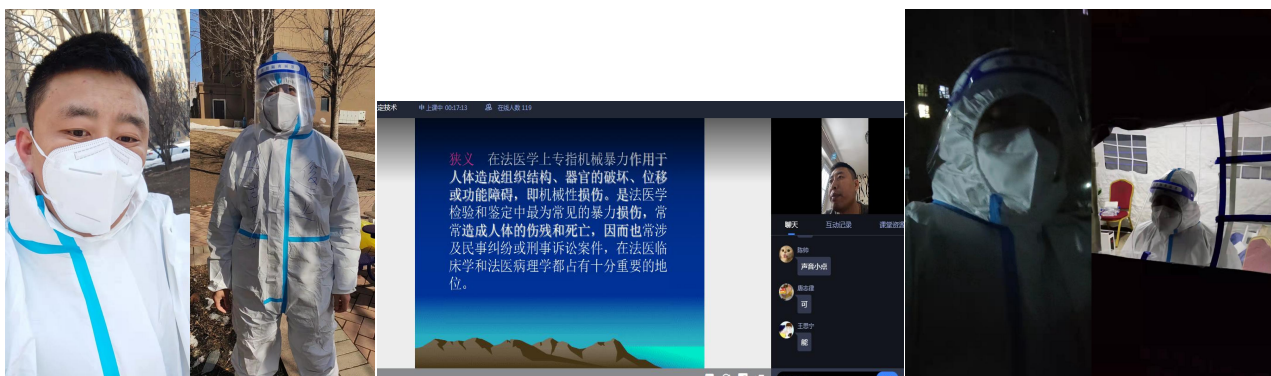 定技术
上课中 00:17:13
在线人数 119
狭义 在法医学上专指机械暴力作用于
人体造成组织结构、器官的破坏、位移
或功能障碍，即机械性损伤。是法医学
检验和鉴定中最为常见的暴力损伤，常
常造成人体的伤残和死亡，因而也常涉
及民事纠纷或刑事诉讼案件，在法医临
床学和法医病理学都占有十分重要的地
位。
聊天 互动记录 课堂资源
声音小点
可
王思宁
能